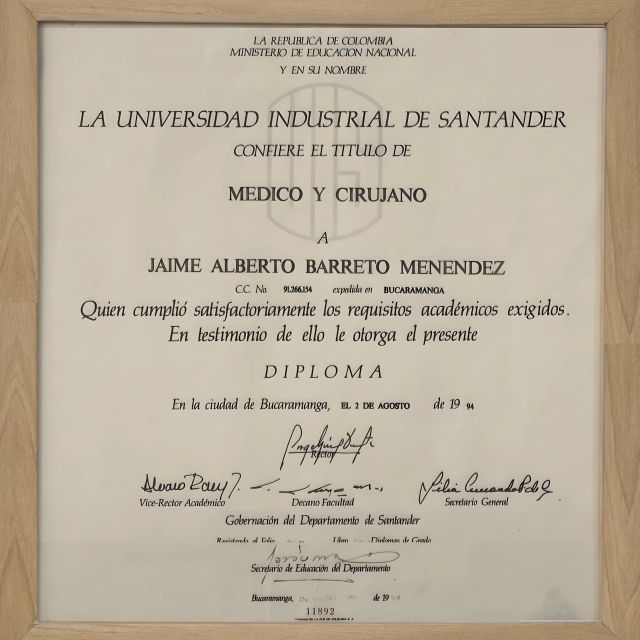 LA REPUBLICA DE COLOMBIA
MINISTERIO DE EDUCACION NACIONAL
Y EN SU NOMBRE
LA UNIVERSIDAD INDUSTRIAL DE SANTANDER
CONFIERE EL TITULO DE
MEDICO Y CIRUJANO
A
JAIME ALBERTO BARRETO MENENDEZ
C.C. No. 91.266.154 expedida en BUCARAMANGA
Quien cumplió satisfactoriamente los requisitos académicos exigidos.
En testimonio de ello le otorga el presente
DIPLOMA
En la ciudad de Bucaramanga, EL 2 DE AGOSTO de 19 94
Rector
Vice-Rector Académico Decano Facultad Secretario General
Gobernación del Departamento de Santander
Registrado al Folio Libro Diplomas de Grado
Secretario de Educación del Departamento
Bucaramanga, de 19
11892